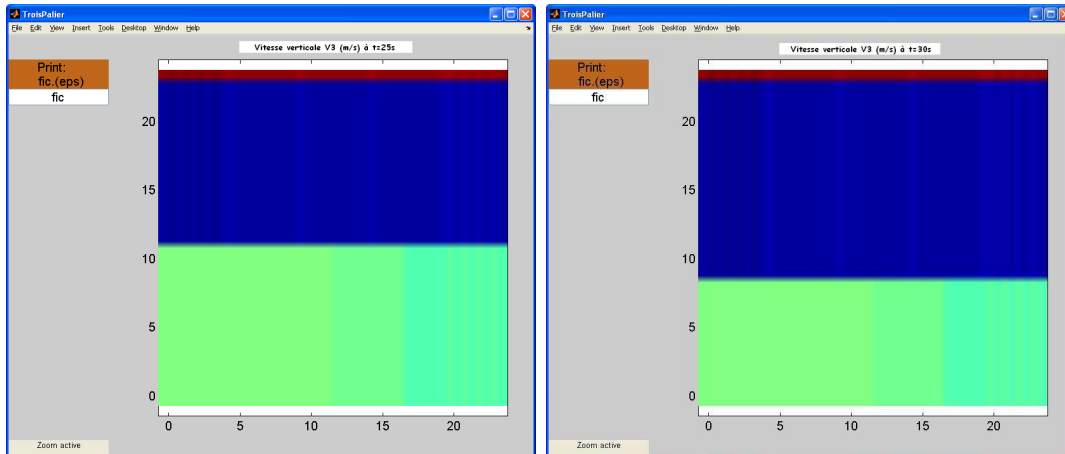 TroisPalier
File Edit View Insert Tools Desktop Window Help
Vitesse verticale V3 (m/s) à t=25s
Print:
fic.(eps)
fic
20
15
10
5
0
0 5 10 15 20
Zoom active
TroisPalier
File Edit View Insert Tools Desktop Window Help
Vitesse verticale V3 (m/s) à t=30s
Print:
fic.(eps)
fic
20
15
10
5
0
0 5 10 15 20
Zoom active